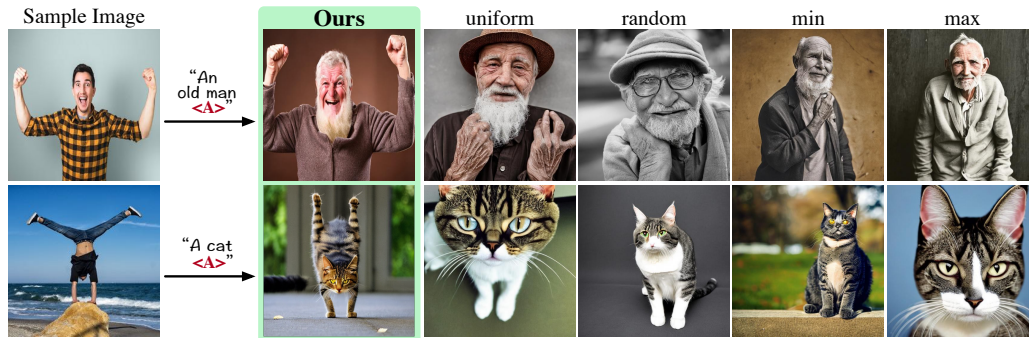 Sample Image Ours uniform random min max
“An
old man
<A>”
“A cat
<A>”